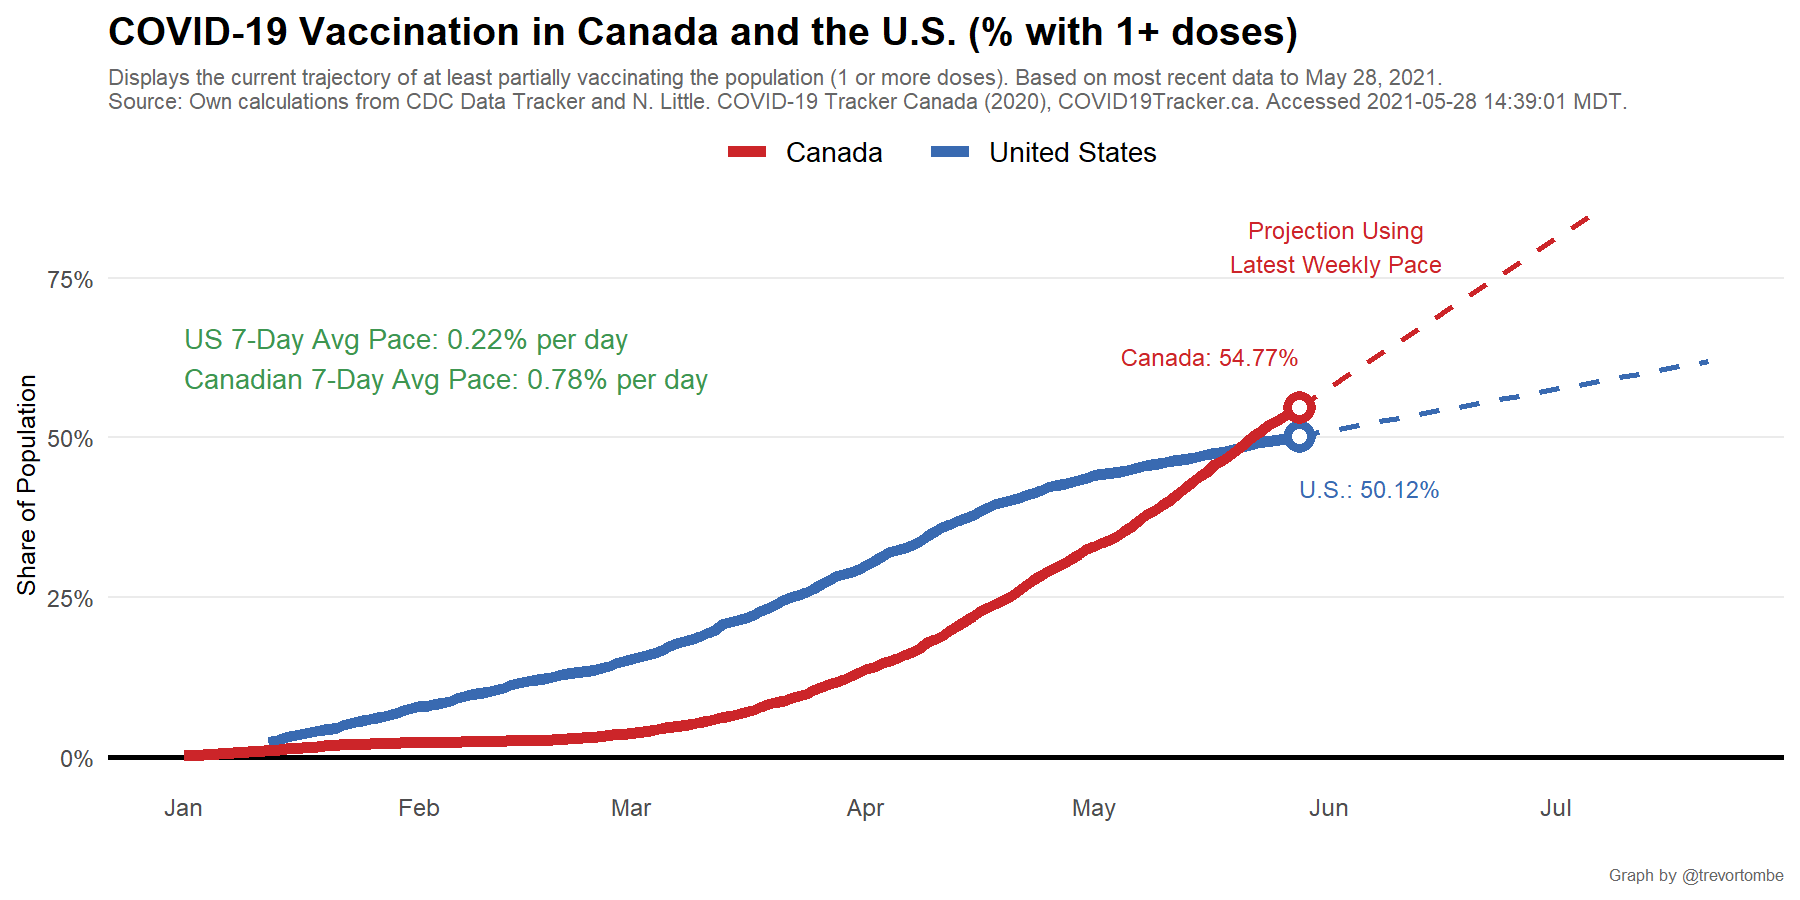 COVID-19 Vaccination in Canada and the U.S. (% with 1+ doses)
Displays the current trajectory of at least partially vaccinating the population (1 or more doses). Based on most recent data to May 28, 2021.
Source: Own calculations from CDC Data Tracker and N. Little. COVID-19 Tracker Canada (2020), COVID19Tracker.ca. Accessed 2021-05-28 14:39:01 MDT.
Canada
United States
Projection Using
Latest Weekly Pace
75%
US 7-Day Avg Pace: 0.22% per day
Canadian 7-Day Avg Pace: 0.78% per day
Canada: 54.77%
50%
U.S.: 50.12%
Share of Population
25%
0%
Jan
Feb
Mar
Apr
May
Jun
Jul
Graph by @trevortombe